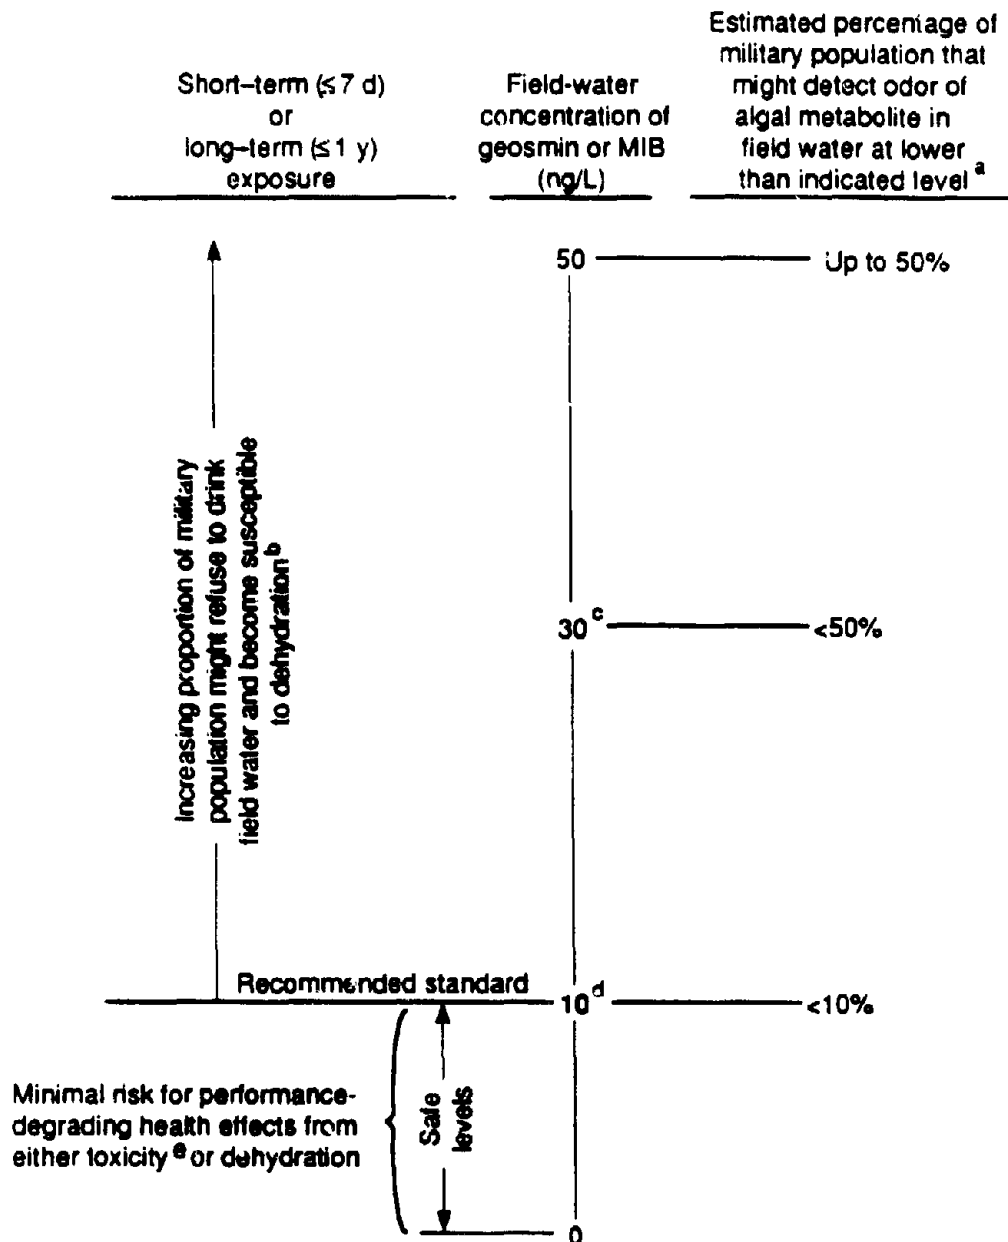 Short–term (≤ 7 d)
or
long–term (≤ 1 y)
exposure
Field-water
concentration of
geosmin or MIB
(ng/L)
Estimated percentage of
military population that
might detect odor of
algal metabolite in
field water at lower
than indicated level a
50
Up to 50%
Increasing proportion of military
population might refuse to drink
field water and become susceptible
to dehydration b
30 c
<50%
Recommended standard
10 d
<10%
Minimal risk for performance-
degrading health effects from
either toxicity e or dehydration
Safe
levels
0